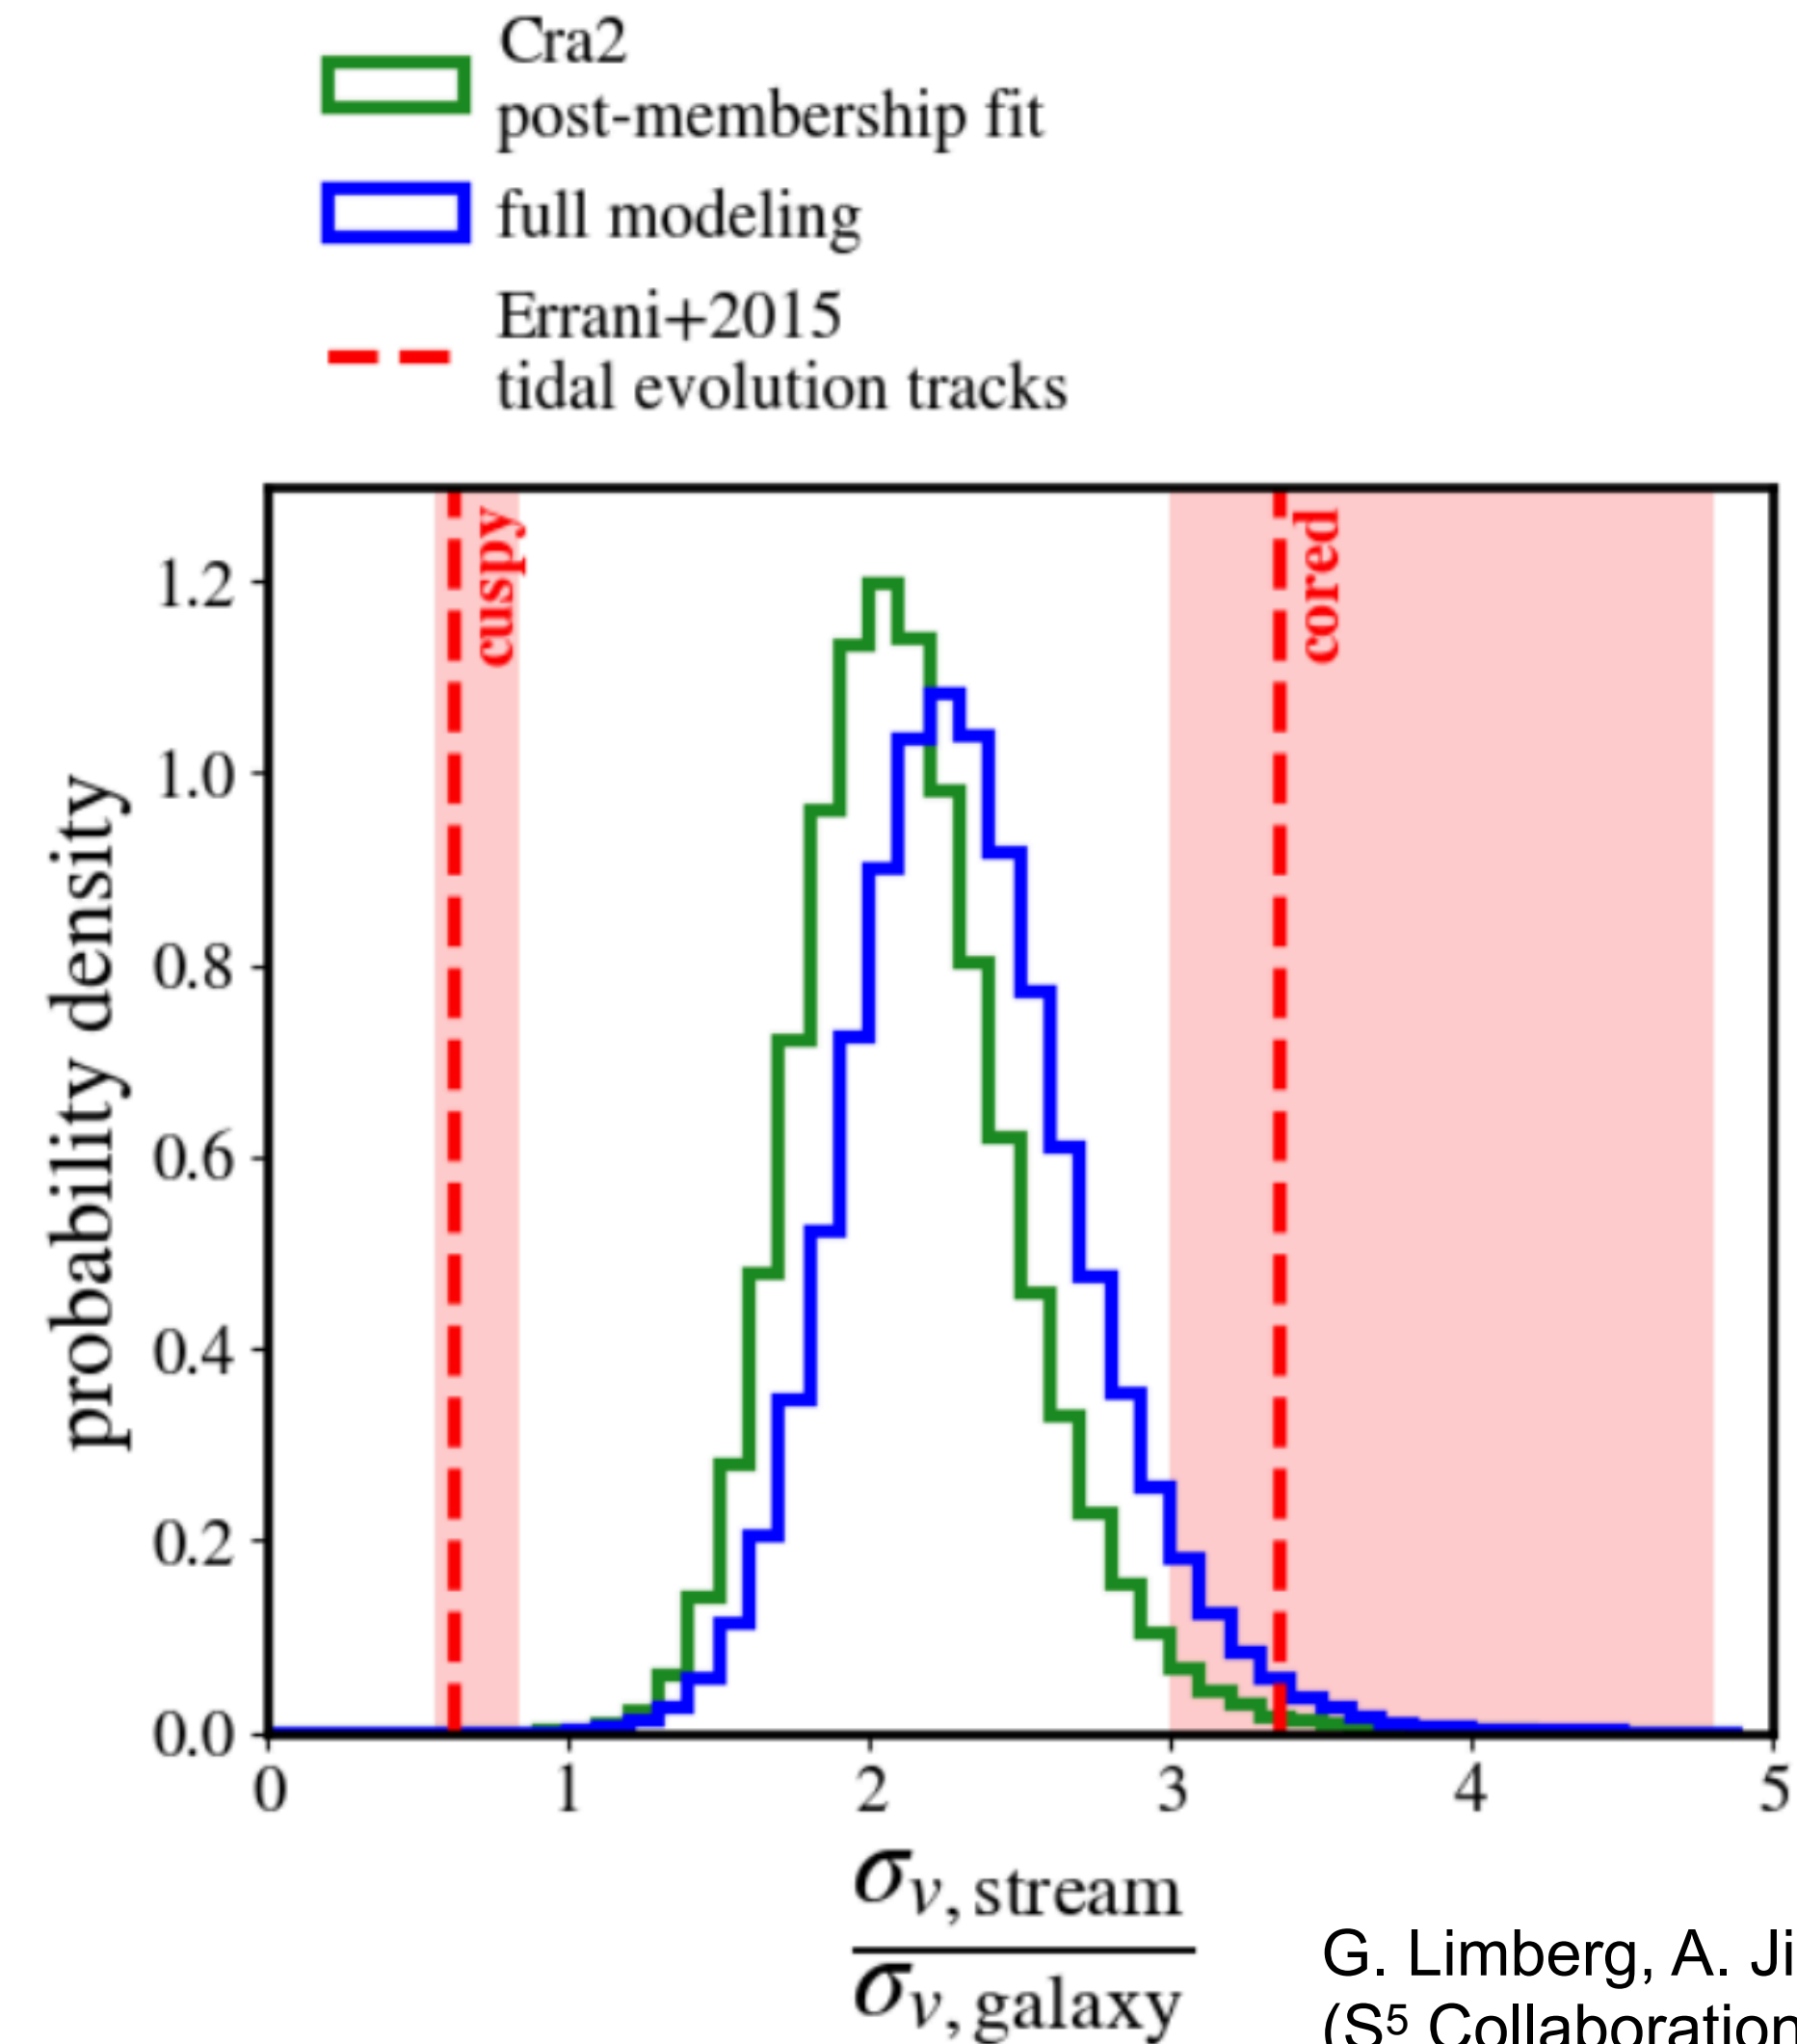 Cra2
post-membership fit
full modeling
Errani+2015
tidal evolution tracks
cuspy
cored
1.2
1.0
0.8
0.6
0.4
0.2
0.0
probability density
0 1 2 3 4 5
σv, stream
σv, galaxy
G. Limberg, A. Ji
(S⁵ Collaboration